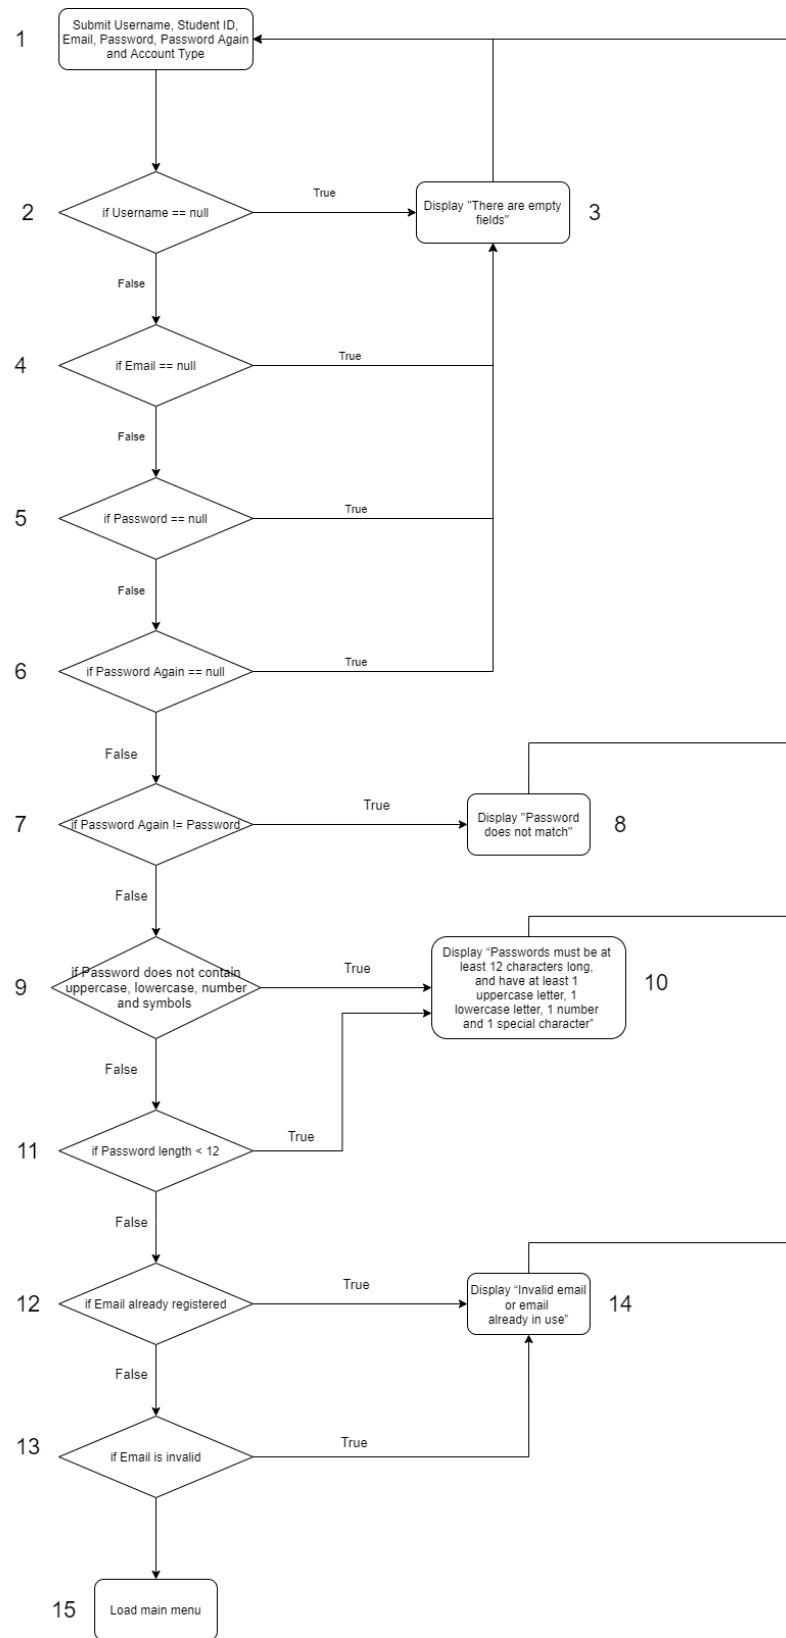 1
Submit Username, Student ID,
Email, Password, Password Again
and Account Type
2
if Username == null
True
Display "There are empty
fields"
3
False
4
if Email == null
True
False
5
if Password == null
True
False
6
if Password Again == null
True
False
7
if Password Again != Password
True
Display "Password
does not match"
8
False
9
if Password does not contain
uppercase, lowercase, number
and symbols
True
Display “Passwords must be at
least 12 characters long,
and have at least 1
uppercase letter, 1
lowercase letter, 1 number
and 1 special character”
10
False
11
if Password length < 12
True
False
12
if Email already registered
True
Display “Invalid email
or email
already in use”
14
False
13
if Email is invalid
True
15
Load main menu